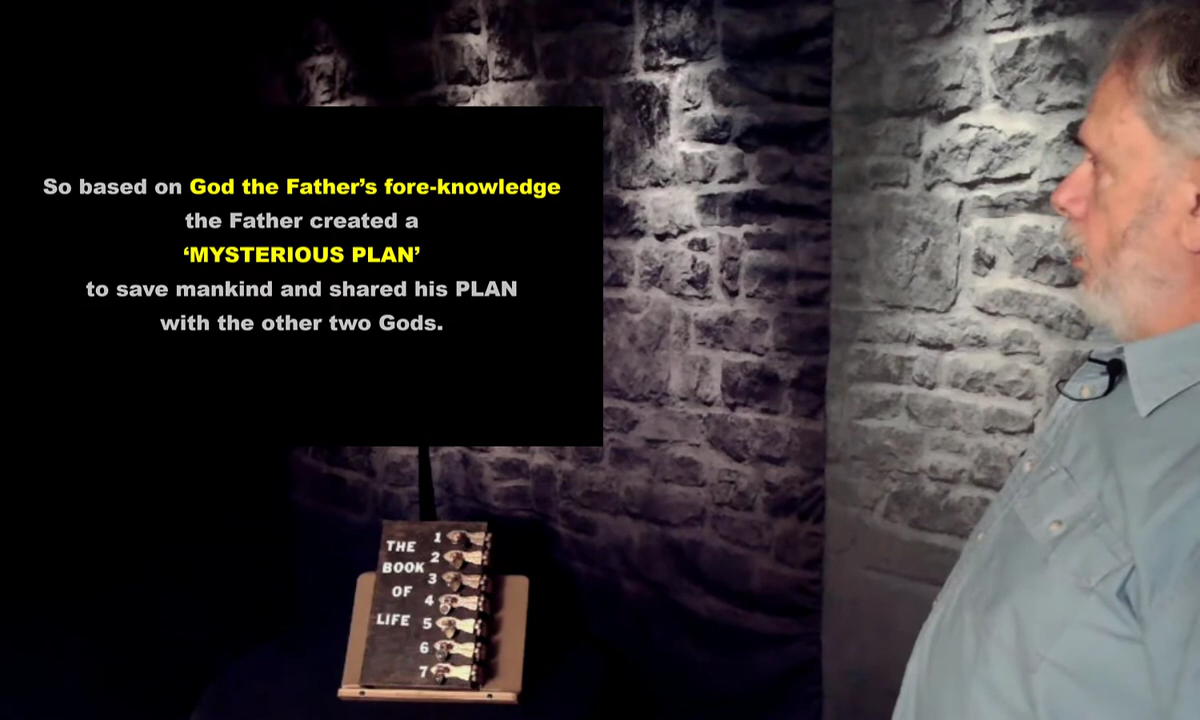 So based on God the Father’s fore-knowledge
the Father created a
‘MYSTERIOUS PLAN’
to save mankind and shared his PLAN
with the other two Gods.
THE
BOOK
OF
LIFE
1
2
3
4
5
6
7